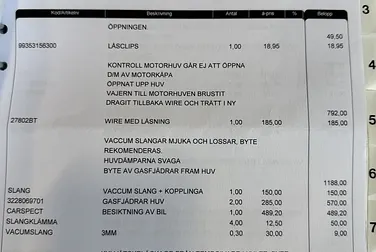 Kod/Artikelnr Beskrivning Antal a-pris % Belopp
ÖPPNINGEN.
49,50
99353156300 LÅSCLIPS 1,00 18,95 18,95
KONTROLL MOTORHUV GÅR EJ ATT ÖPPNA
D/M AV MOTORKÅPA
ÖPPNAT UPP HUV
VAJERN TILL MOTORHUVEN BRUSTIT
DRAGIT TILLBAKA WIRE OCH TRÄTT I NY
792,00
27802BT WIRE MED LÅSNING 1,00 185,00 185,00
VACCUM SLANGAR MJUKA OCH LOSSAR, BYTE
REKOMENDERAS.
HUVDÄMPARNA SVAGA
BYTE AV GASFJÄDRAR FRAM HUV
1188,00
SLANG VACCUM SLANG + KOPPLINGA 1,00 150,00 150,00
3228069701 GASFJÄDRAR HUV 2,00 285,00 570,00
CARSPECT BESIKTNING AV BIL 1,00 489,20 489,20
SLANGKLÄMMA 4,00 12,50 50,00
VACUMSLANG 3MM 0,30 30,00 9,00
3
4
5
6
7